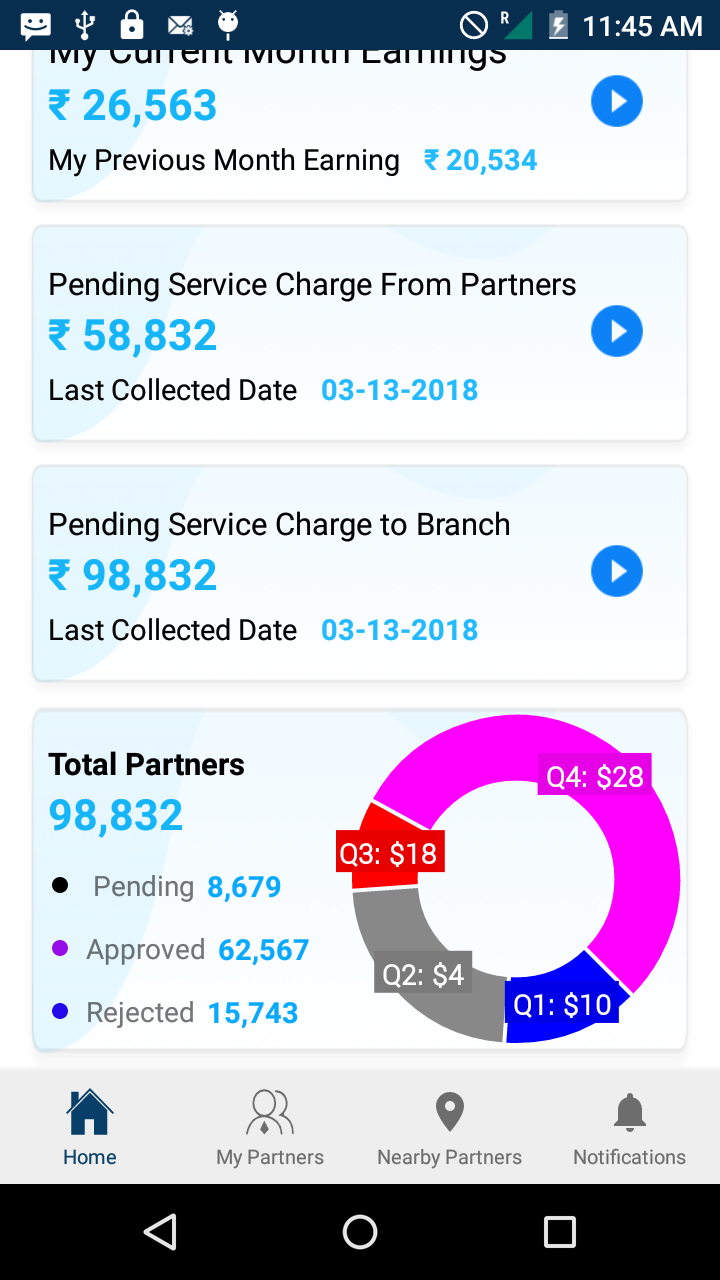 R 11:45 AM
My Current Month Earnings
₹ 26,563
My Previous Month Earning ₹ 20,534
Pending Service Charge From Partners
₹ 58,832
Last Collected Date 03-13-2018
Pending Service Charge to Branch
₹ 98,832
Last Collected Date 03-13-2018
Total Partners
98,832
Pending 8,679
Approved 62,567
Rejected 15,743
Q4: $28
Q3: $18
Q2: $4
Q1: $10
Home My Partners Nearby Partners Notifications